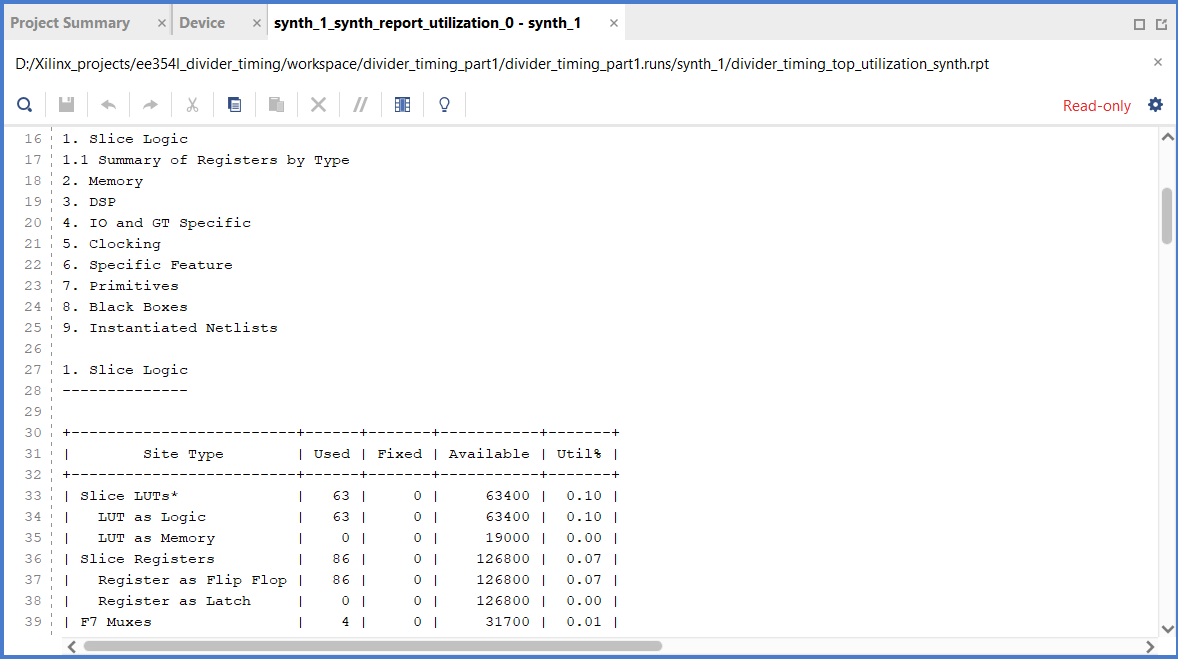 Project Summary × Device × synth_1_synth_report_utilization_0 - synth_1 ×
D:/Xilinx_projects/ee354l_divider_timing/workspace/divider_timing_part1/divider_timing_part1.runs/synth_1/divider_timing_top_utilization_synth.rpt
Read-only
16 1. Slice Logic
17 1.1 Summary of Registers by Type
18 2. Memory
19 3. DSP
20 4. IO and GT Specific
21 5. Clocking
22 6. Specific Feature
23 7. Primitives
24 8. Black Boxes
25 9. Instantiated Netlists
26
27 1. Slice Logic
28 --------------
29
30 +-------------------------+------+-------+-----------+-------+
31 |        Site Type        | Used | Fixed | Available | Util% |
32 +-------------------------+------+-------+-----------+-------+
33 | Slice LUTs*             |   63 |     0 |     63400 |  0.10 |
34 |   LUT as Logic          |   63 |     0 |     63400 |  0.10 |
35 |   LUT as Memory         |    0 |     0 |     19000 |  0.00 |
36 | Slice Registers         |   86 |     0 |    126800 |  0.07 |
37 |   Register as Flip Flop |   86 |     0 |    126800 |  0.07 |
38 |   Register as Latch     |    0 |     0 |    126800 |  0.00 |
39 | F7 Muxes                |    4 |     0 |     31700 |  0.01 |